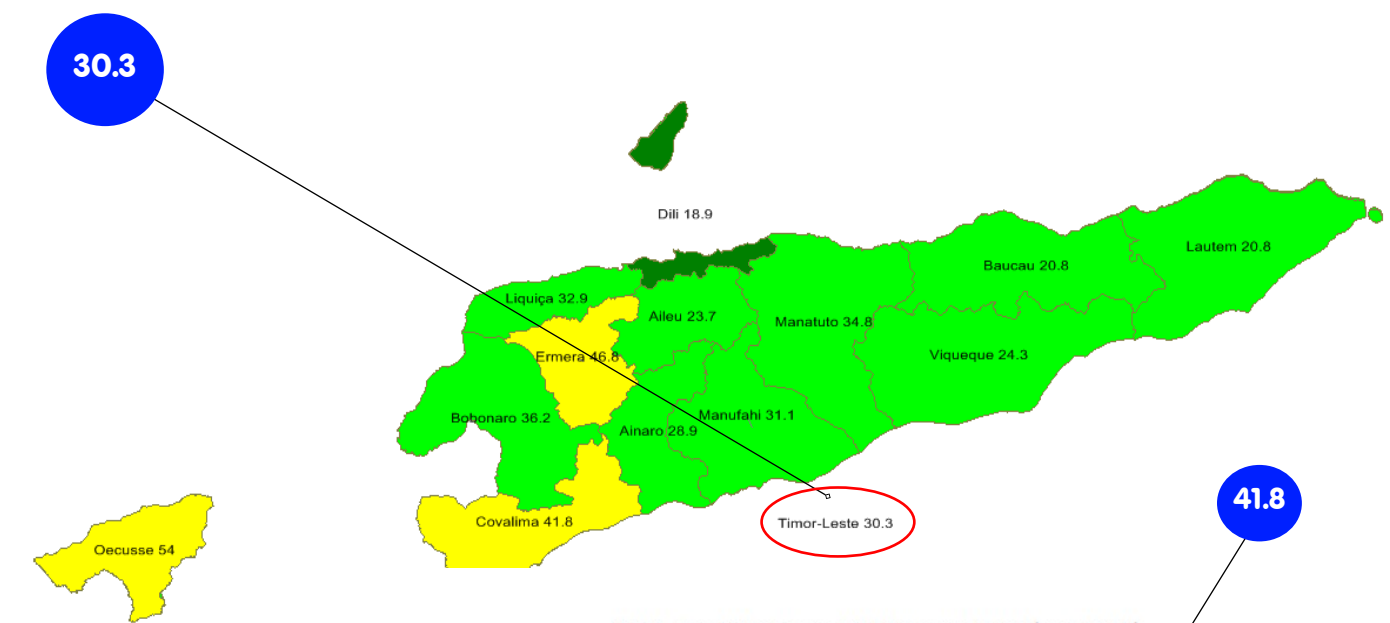 30.3
Dili 18.9
Lautem 20.8
Baucau 20.8
Liquiça 32.9
Aileu 23.7
Manatuto 34.8
Ermera 46.8
Viqueque 24.3
Bobonaro 36.2
Manufahi 31.1
Ainaro 28.9
41.8
Covalima 41.8
Timor-Leste 30.3
Oecusse 54